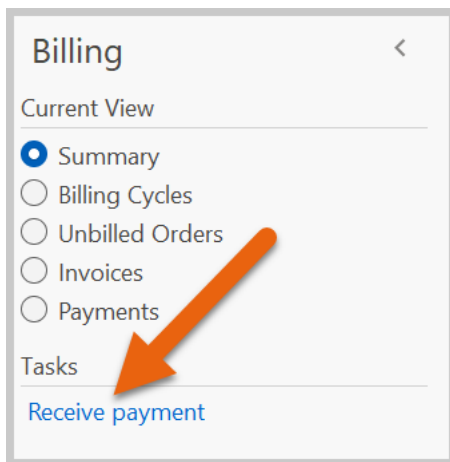 Billing
Current View
Summary
Billing Cycles
Unbilled Orders
Invoices
Payments
Tasks
Receive payment